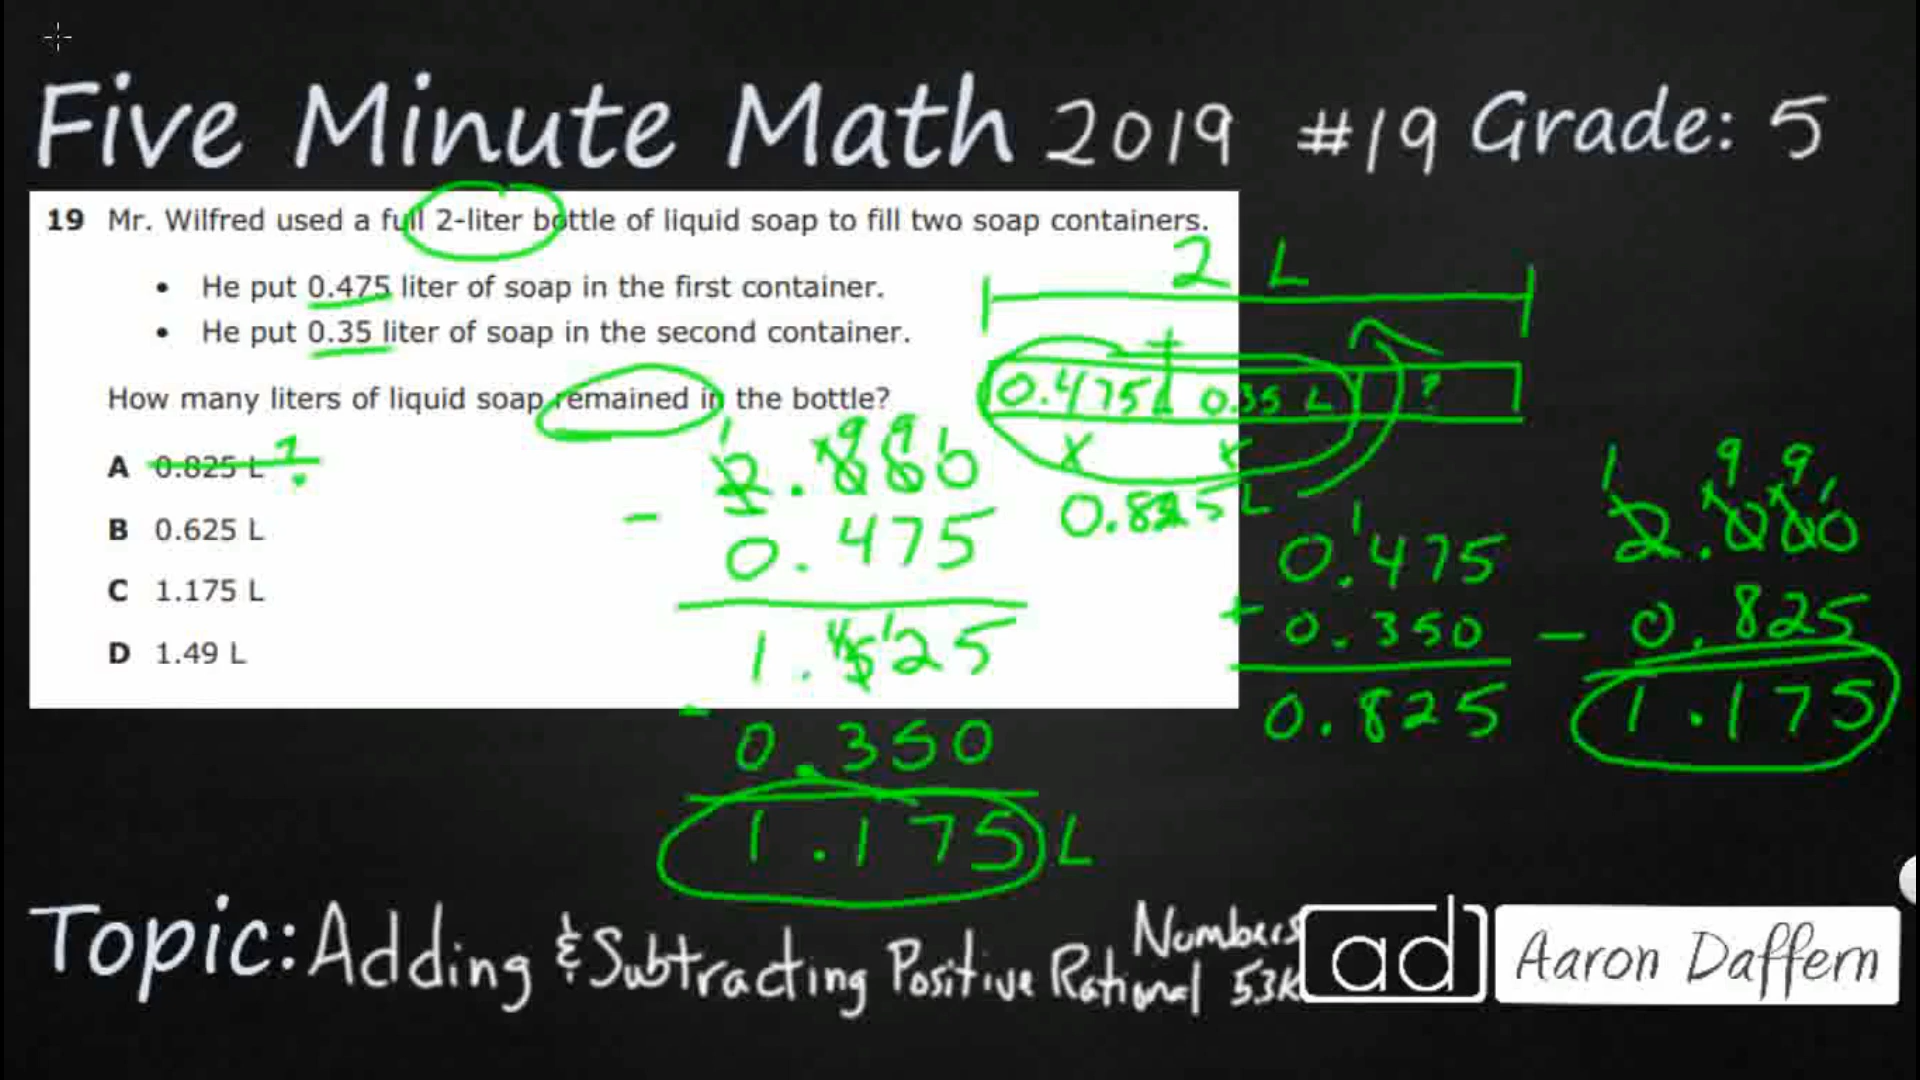 Five Minute Math 2019 #19 Grade: 5
19 Mr. Wilfred used a full 2-liter bottle of liquid soap to fill two soap containers.
2 L
• He put 0.475 liter of soap in the first container.
• He put 0.35 liter of soap in the second container.
0.475L 0.35 L ?
How many liters of liquid soap remained in the bottle?
0.825 L
A 0.825 L ?
B 0.625 L
C 1.175 L
D 1.49 L
2.000
- 0.475
1.525
- 0.350
1.175 L
0.475
+ 0.350
0.825
2.000
- 0.825
1.175
Topic: Adding & Subtracting Positive Rational Numbers 5.3K
ad Aaron Daffern